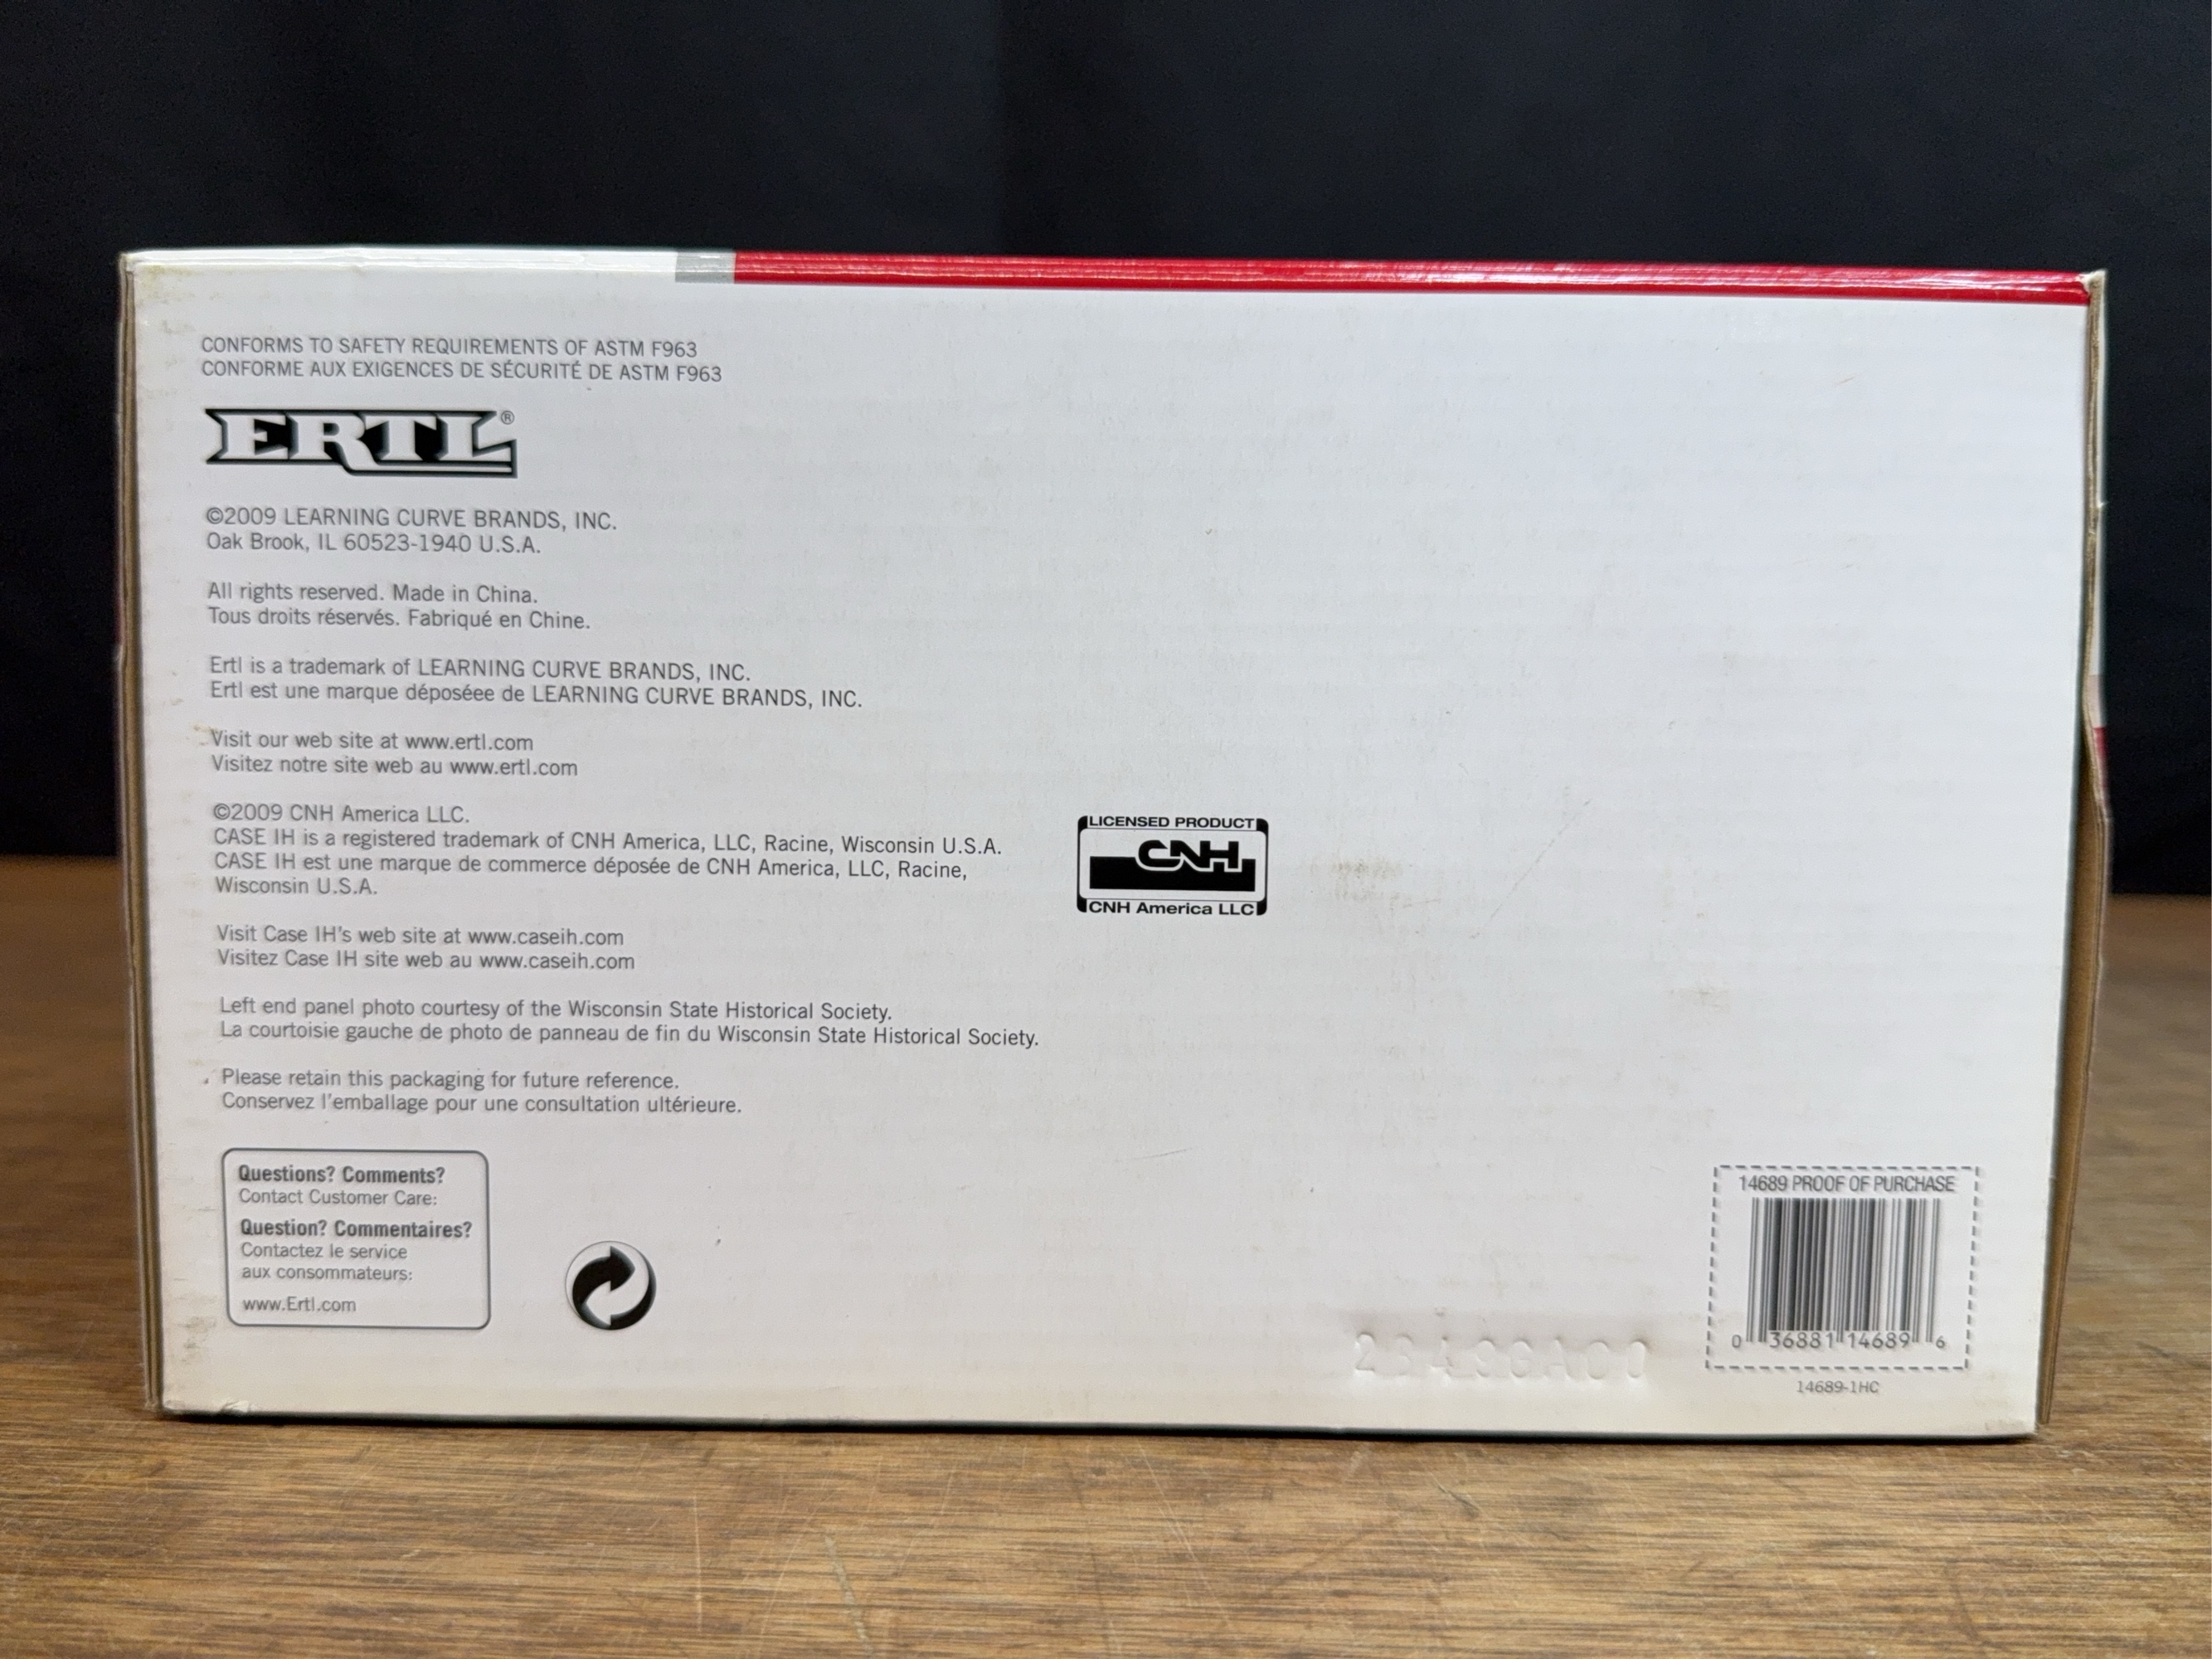 CONFORMS TO SAFETY REQUIREMENTS OF ASTM F963
CONFORME AUX EXIGENCES DE SÉCURITÉ DE ASTM F963
ERTL®
©2009 LEARNING CURVE BRANDS, INC.
Oak Brook, IL 60523-1940 U.S.A.
All rights reserved. Made in China.
Tous droits réservés. Fabriqué en Chine.
Ertl is a trademark of LEARNING CURVE BRANDS, INC.
Ertl est une marque déposéee de LEARNING CURVE BRANDS, INC.
Visit our web site at www.ertl.com
Visitez notre site web au www.ertl.com
©2009 CNH America LLC.
CASE IH is a registered trademark of CNH America, LLC, Racine, Wisconsin U.S.A.
CASE IH est une marque de commerce déposée de CNH America, LLC, Racine,
Wisconsin U.S.A.
LICENSED PRODUCT
CNH
CNH America LLC
Visit Case IH's web site at www.caseih.com
Visitez Case IH site web au www.caseih.com
Left end panel photo courtesy of the Wisconsin State Historical Society.
La courtoisie gauche de photo de panneau de fin du Wisconsin State Historical Society.
Please retain this packaging for future reference.
Conservez l'emballage pour une consultation ultérieure.
Questions? Comments?
Contact Customer Care:
Question? Commentaires?
Contactez le service
aux consommateurs:
www.Ertl.com
14689 PROOF OF PURCHASE
0 36881 14689 6
14689-1HC